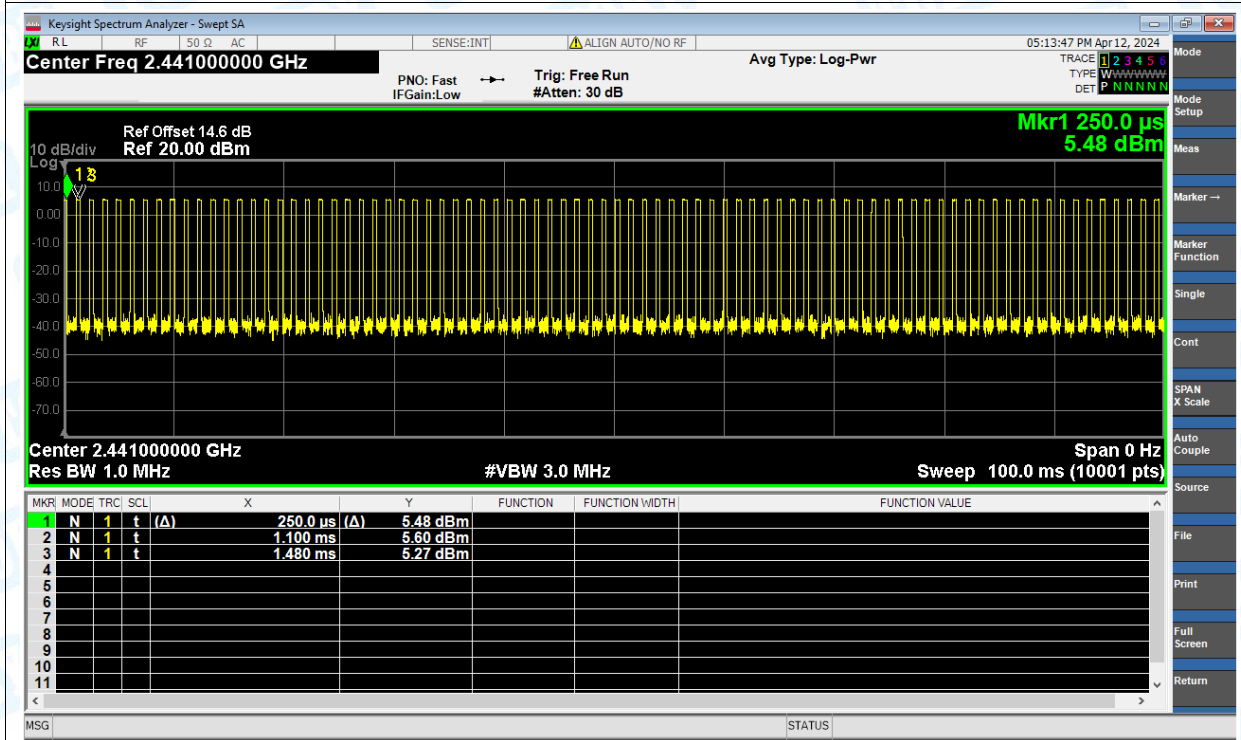 Keysight Spectrum Analyzer - Swept SA
LXI RL RF 50 Ω AC SENSE:INT ALIGN AUTO/NO RF 05:13:47 PM Apr 12, 2024
Center Freq 2.441000000 GHz
PNO: Fast
IFGain:Low
Trig: Free Run
#Atten: 30 dB
Avg Type: Log-Pwr
TRACE 1 2 3 4 5 6
TYPE WWWWWW
DET P N N N N N
Mkr1 250.0 µs
5.48 dBm
Ref Offset 14.6 dB
10 dB/div Ref 20.00 dBm
Log
1 3
10.0
0.00
-10.0
-20.0
-30.0
-40.0
-50.0
-60.0
-70.0
Center 2.441000000 GHz Span 0 Hz
Res BW 1.0 MHz #VBW 3.0 MHz Sweep 100.0 ms (10001 pts)
MKR MODE TRC SCL X Y FUNCTION FUNCTION WIDTH FUNCTION VALUE
1 N 1 t (Δ) 250.0 µs (Δ) 5.48 dBm
2 N 1 t 1.100 ms 5.60 dBm
3 N 1 t 1.480 ms 5.27 dBm
4
5
6
7
8
9
10
11
MSG STATUS
Mode
Mode
Setup
Meas
Marker →
Marker
Function
Single
Cont
SPAN
X Scale
Auto
Couple
Source
File
Print
Full
Screen
Return